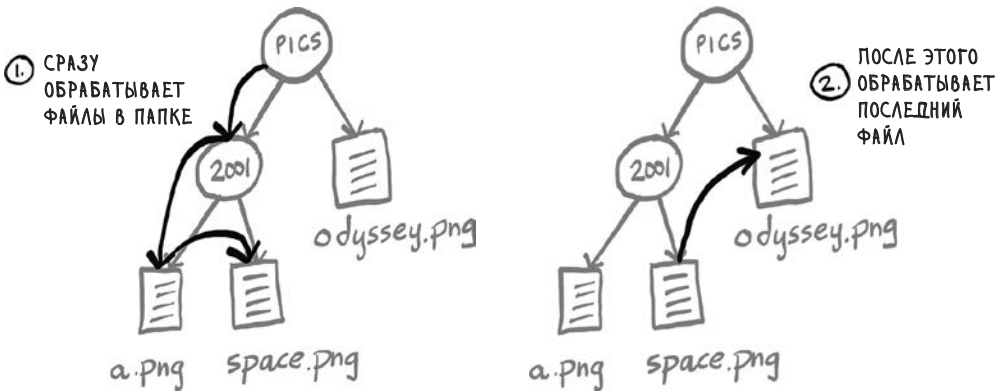 PICS
1. СРАЗУ
ОБРАБАТЫВАЕТ
ФАЙЛЫ В ПАПКЕ
2001
odyssey.png
a.png
space.png
PICS
2. ПОСЛЕ ЭТОГО
ОБРАБАТЫВАЕТ
ПОСЛЕДНИЙ
ФАЙЛ
2001
odyssey.png
a.png
space.png